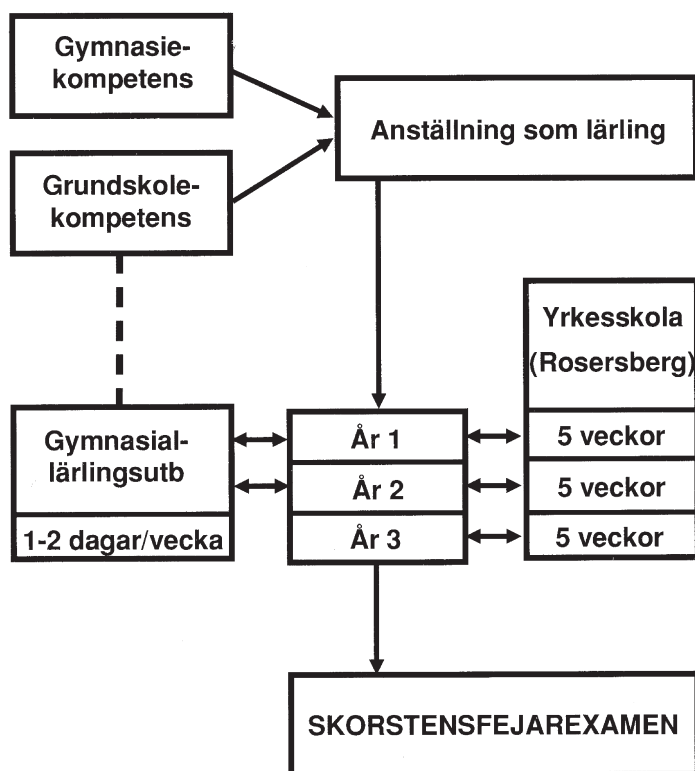 Gymnasie-
kompetens
Anställning som lärling
Grundskole-
kompetens
Yrkesskola
(Rosersberg)
Gymnasial-
lärlingsutb
1-2 dagar/vecka
År 1
År 2
År 3
5 veckor
5 veckor
5 veckor
SKORSTENSFEJAREXAMEN